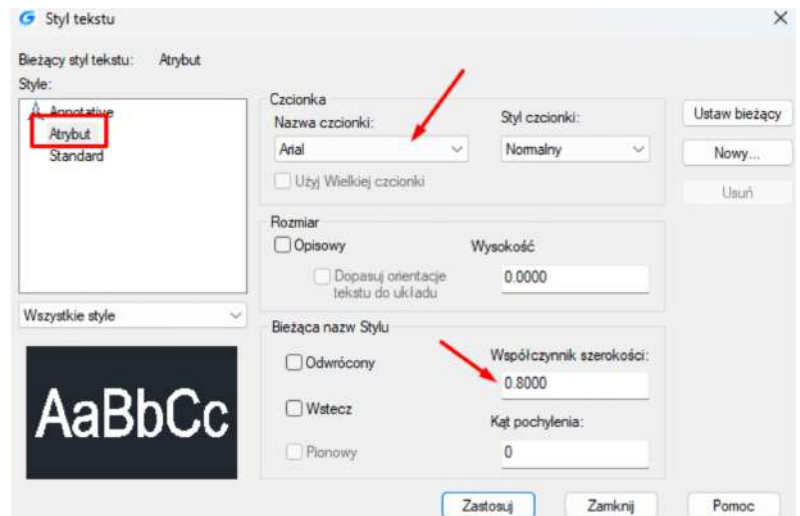 Styl tekstu
Bieżący styl tekstu: Atrybut
Style:
Annotative
Atrybut
Standard
Wszystkie style
AaBbCc
Czcionka
Nazwa czcionki:
Styl czcionki:
Arial
Normalny
Użyj Wielkiej czcionki
Rozmiar
Opisowy
Wysokość
Dopasuj orientacje
tekstu do układu
0.0000
Bieżąca nazw Stylu
Odwrócony
Współczynnik szerokości:
0.8000
Wstecz
Kąt pochylenia:
Pionowy
0
Ustaw bieżący
Nowy...
Usuń
Zastosuj
Zamknij
Pomoc